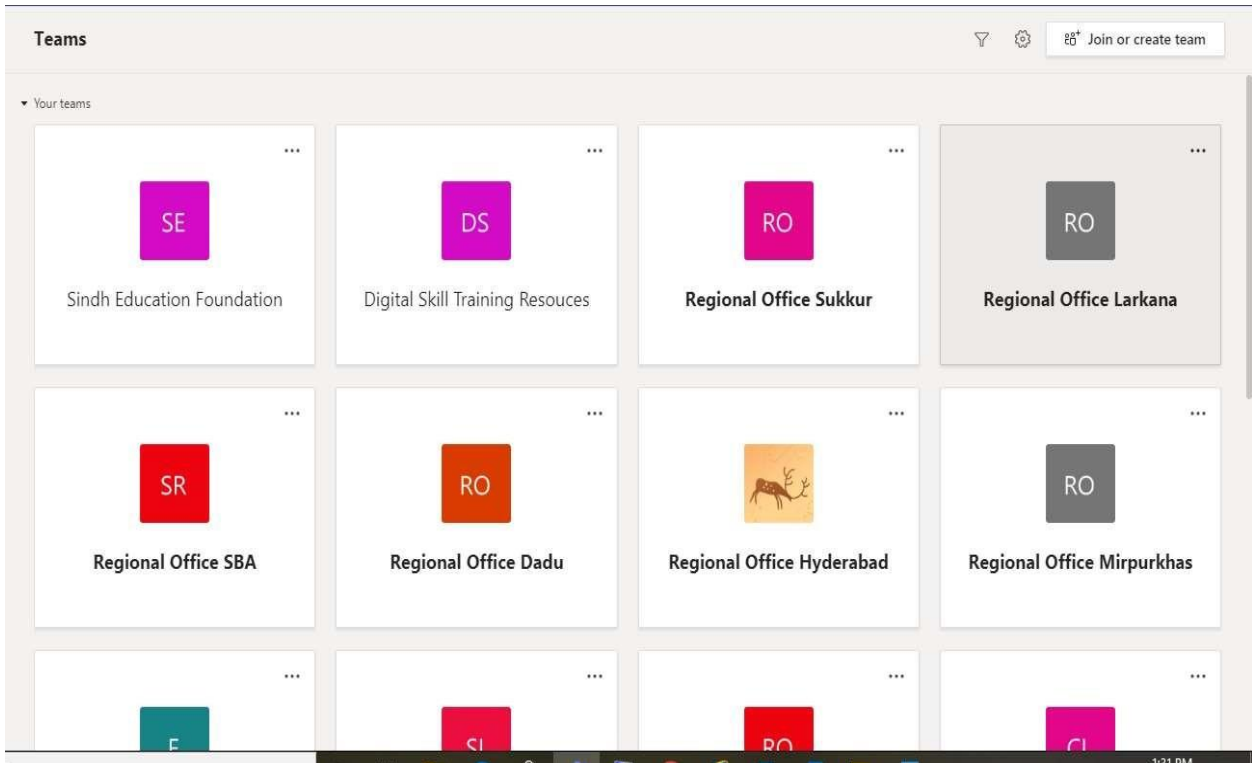 Teams
Join or create team
Your teams
...
...
...
...
SE
DS
RO
RO
Sindh Education Foundation
Digital Skill Training Resouces
Regional Office Sukkur
Regional Office Larkana
...
...
...
...
SR
RO
RO
Regional Office SBA
Regional Office Dadu
Regional Office Hyderabad
Regional Office Mirpurkhas
...
...
...
...
RO